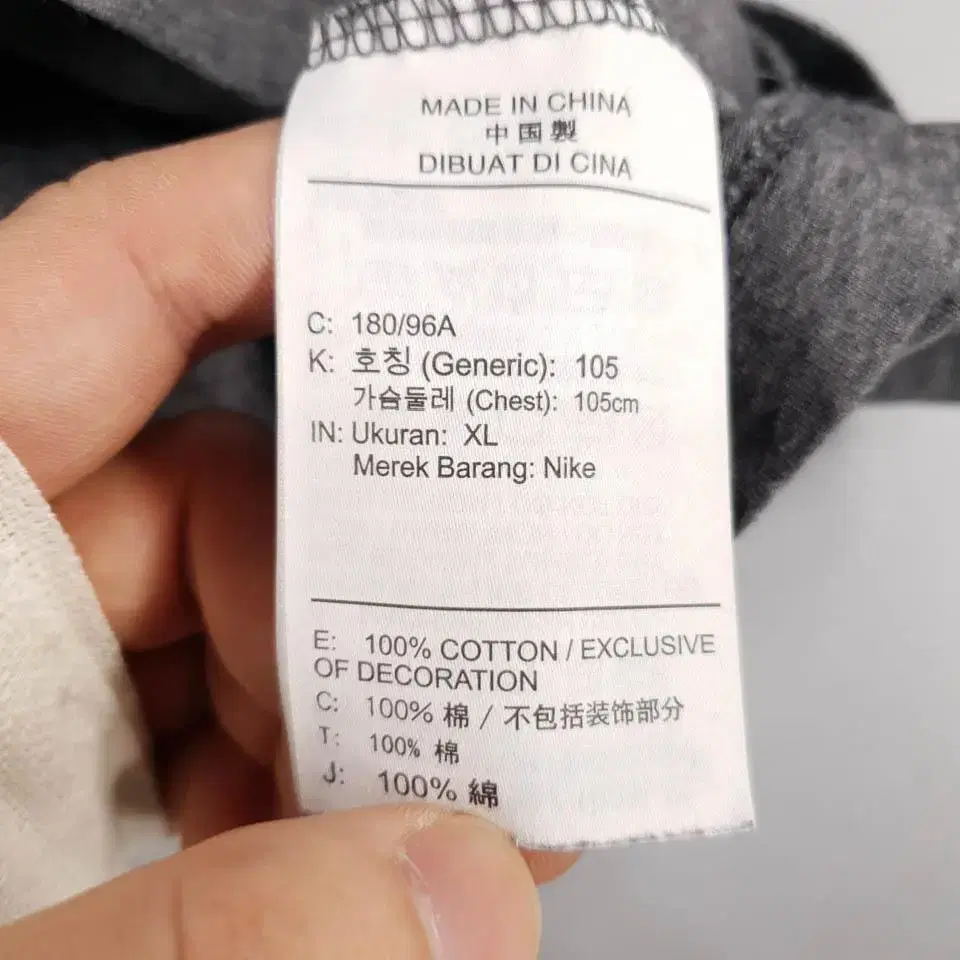 MADE IN CHINA
中国製
DIBUAT DI CINA
C: 180/96A
K: 호칭 (Generic): 105
가슴둘레 (Chest): 105cm
IN: Ukuran: XL
Merek Barang: Nike
E: 100% COTTON / EXCLUSIVE
OF DECORATION
C: 100% 棉 / 不包括装饰部分
T: 100% 棉
J: 100% 綿